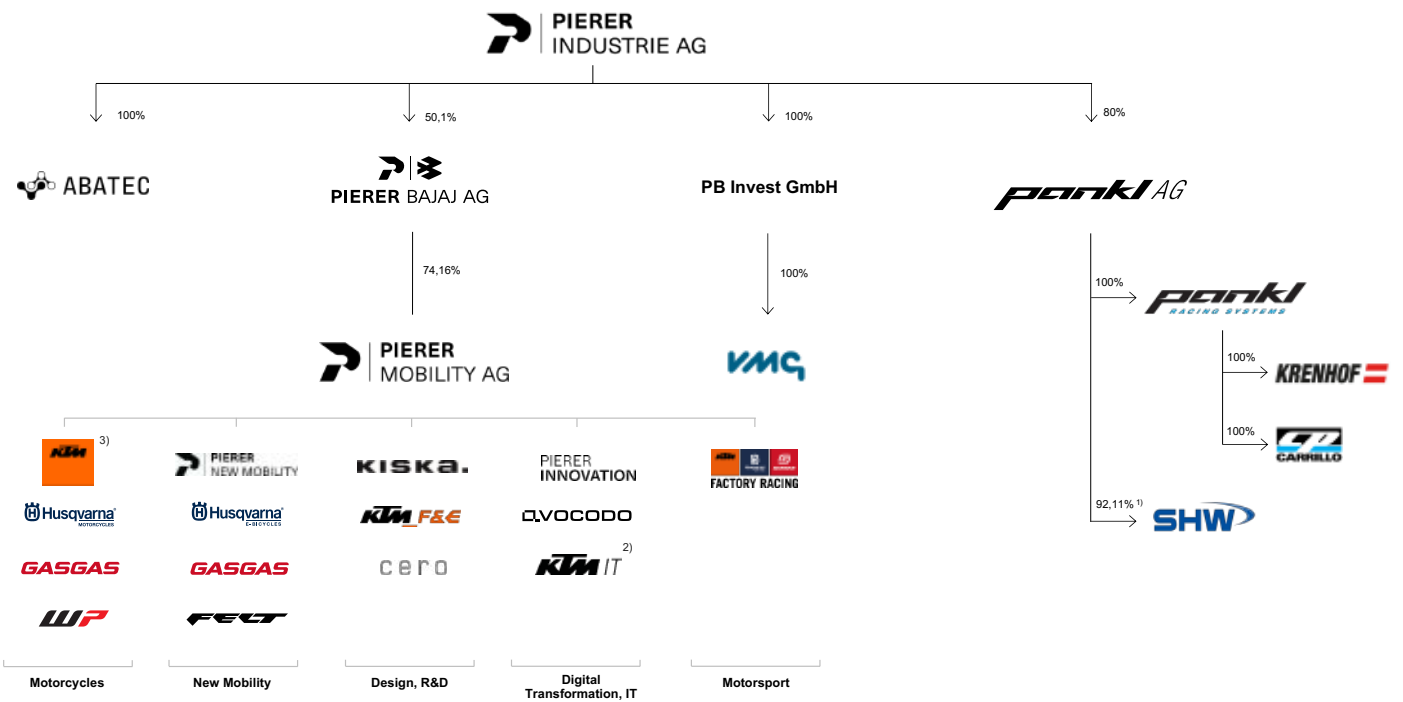 PIERER
INDUSTRIE AG
100%
50,1%
100%
80%
ABATEC
PIERER BAJAJ AG
PB Invest GmbH
pankl AG
74,16%
100%
100%
pankl
RACING SYSTEMS
PIERER
MOBILITY AG
vmg
100%
KRENHOF
100%
CP
CARRILLO
92,11% 1)
SHW
KTM 3)
PIERER
NEW MOBILITY
KISKA.
PIERER
INNOVATION
KTM
FACTORY RACING
Husqvarna
MOTORCYCLES
Husqvarna
E-BICYCLES
KTM_F&E
AVOCODO
GASGAS
GASGAS
cero
KTM IT 2)
WP
FELT
Motorcycles
New Mobility
Design, R&D
Digital
Transformation, IT
Motorsport